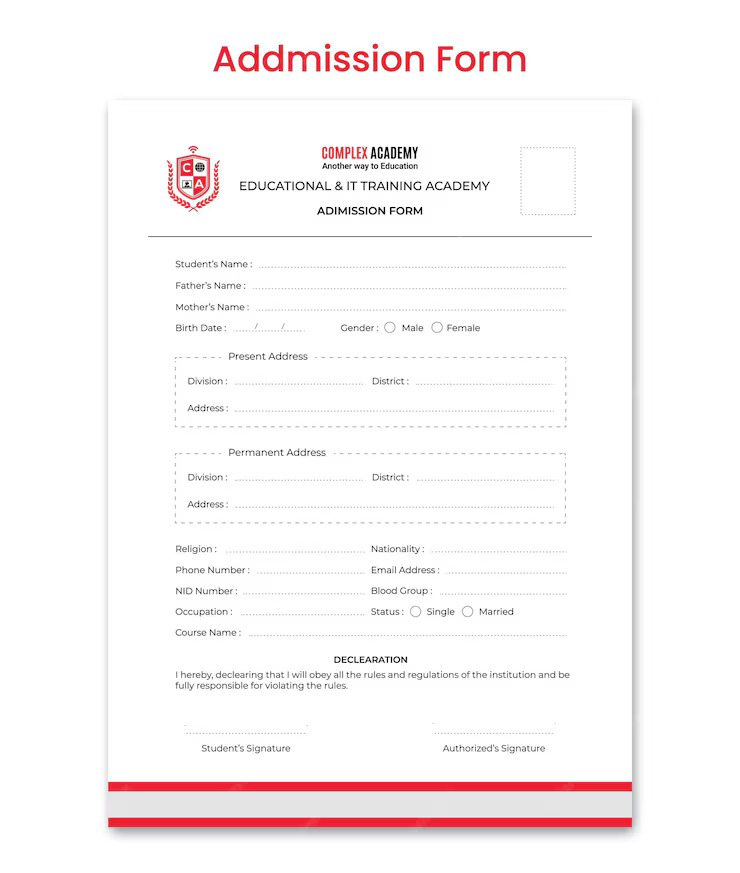 Addmission Form
C
A
COMPLEX ACADEMY
Another way to Education
EDUCATIONAL & IT TRAINING ACADEMY
ADIMISSION FORM
Student's Name :
Father's Name :
Mother's Name :
Birth Date : / / Gender : Male Female
Present Address
Division : District :
Address :
Permanent Address
Division : District :
Address :
Religion : Nationality :
Phone Number : Email Address :
NID Number : Blood Group :
Occupation : Status : Single Married
Course Name :
DECLEARATION
I hereby, declearing that I will obey all the rules and regulations of the institution and be
fully responsible for violating the rules.
Student's Signature Authorized's Signature